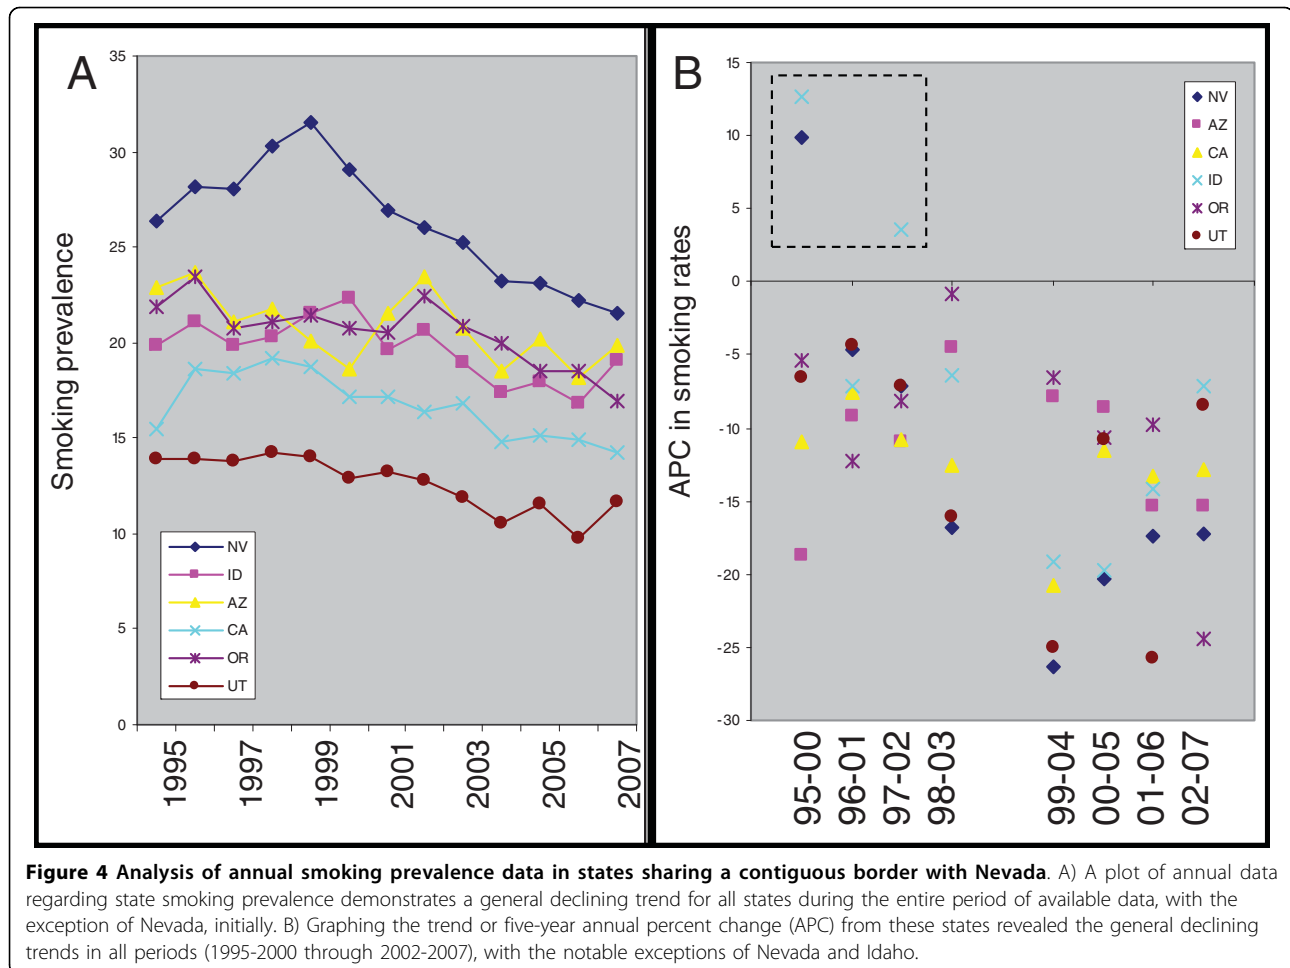 A
Smoking prevalence
35
30
25
20
15
10
5
0
NV
ID
AZ
CA
OR
UT
1995
1997
1999
2001
2003
2005
2007
B
APC in smoking rates
15
10
5
0
-5
-10
-15
-20
-25
-30
NV
AZ
CA
ID
OR
UT
95-00
96-01
97-02
98-03
99-04
00-05
01-06
02-07
Figure 4 Analysis of annual smoking prevalence data in states sharing a contiguous border with Nevada. A) A plot of annual data
regarding state smoking prevalence demonstrates a general declining trend for all states during the entire period of available data, with the
exception of Nevada, initially. B) Graphing the trend or five-year annual percent change (APC) from these states revealed the general declining
trends in all periods (1995-2000 through 2002-2007), with the notable exceptions of Nevada and Idaho.